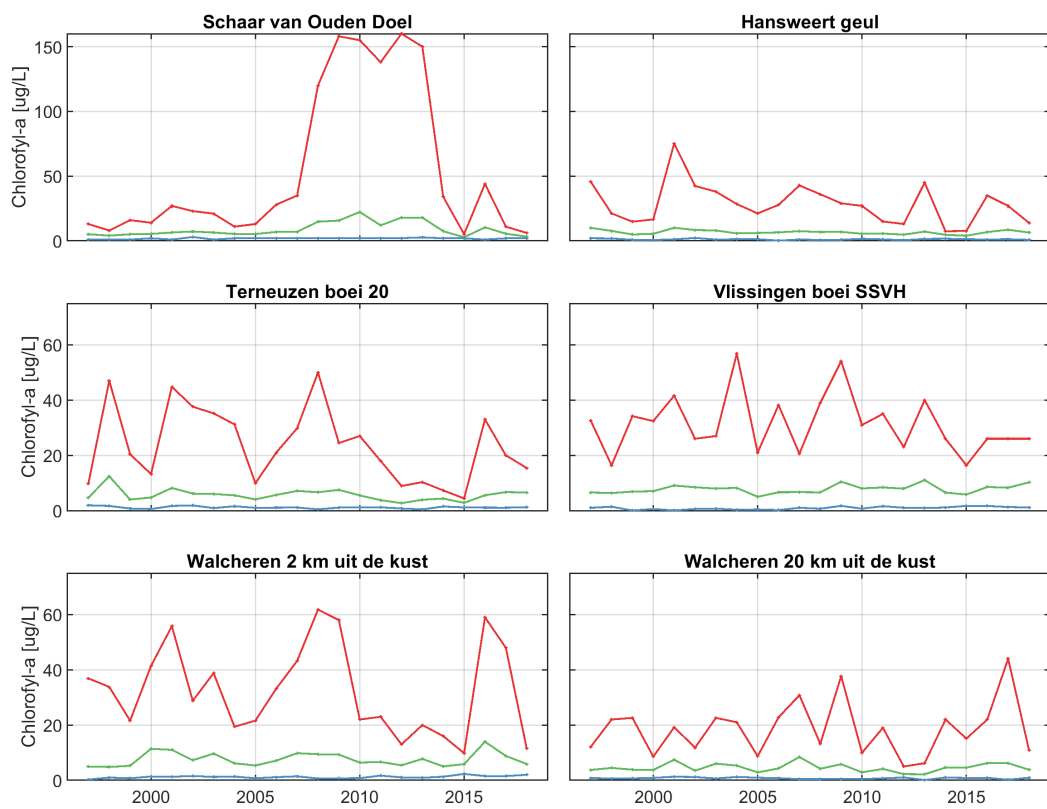 Schaar van Ouden Doel
Hansweert geul
Chlorofyl-a [ug/L]
150
100
50
0
Terneuzen boei 20
Vlissingen boei SSVH
Chlorofyl-a [ug/L]
60
40
20
0
Walcheren 2 km uit de kust
Walcheren 20 km uit de kust
Chlorofyl-a [ug/L]
60
40
20
0
2000 2005 2010 2015
2000 2005 2010 2015